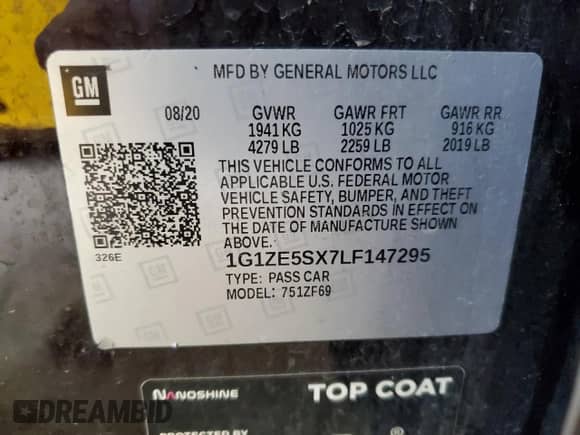 GM
MFD BY GENERAL MOTORS LLC
08/20 GVWR GAWR FRT GAWR RR
1941 KG 1025 KG 916 KG
4279 LB 2259 LB 2019 LB
THIS VEHICLE CONFORMS TO ALL
APPLICABLE U.S. FEDERAL MOTOR
VEHICLE SAFETY, BUMPER, AND THEFT
PREVENTION STANDARDS IN EFFECT ON
THE DATE OF MANUFACTURE SHOWN
ABOVE.
326E
1G1ZE5SX7LF147295
TYPE: PASS CAR
MODEL: 751ZF69
NANOSHINE TOP COAT
PROTECTED BY ®
DREAMBID